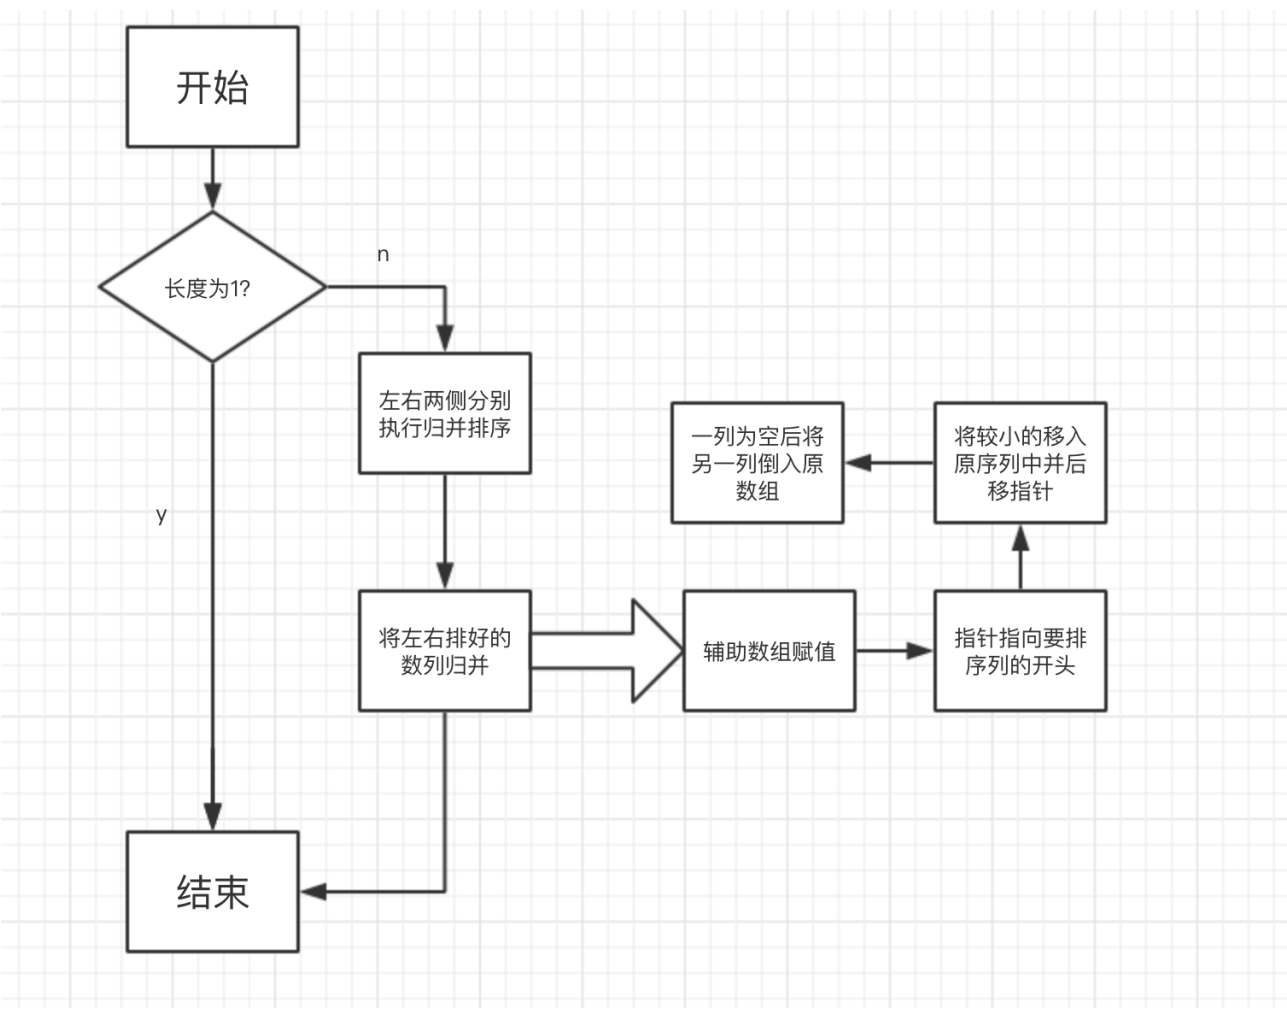 开始
长度为1?
n
左右两侧分别
执行归并排序
一列为空后将
另一列倒入原
数组
将较小的移入
原序列中并后
移指针
y
将左右排好的
数列归并
辅助数组赋值
指针指向要排
序列的开头
结束